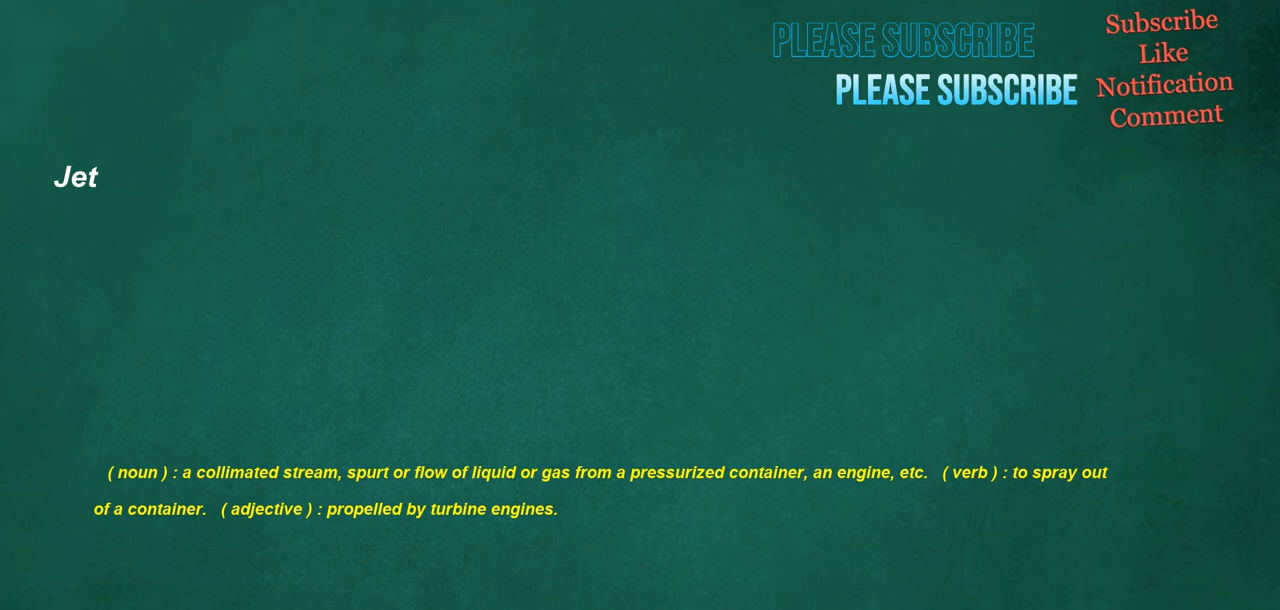 PLEASE SUBSCRIBE
PLEASE SUBSCRIBE
Subscribe
Like
Notification
Comment
Jet
( noun ) : a collimated stream, spurt or flow of liquid or gas from a pressurized container, an engine, etc. ( verb ) : to spray out
of a container. ( adjective ) : propelled by turbine engines.